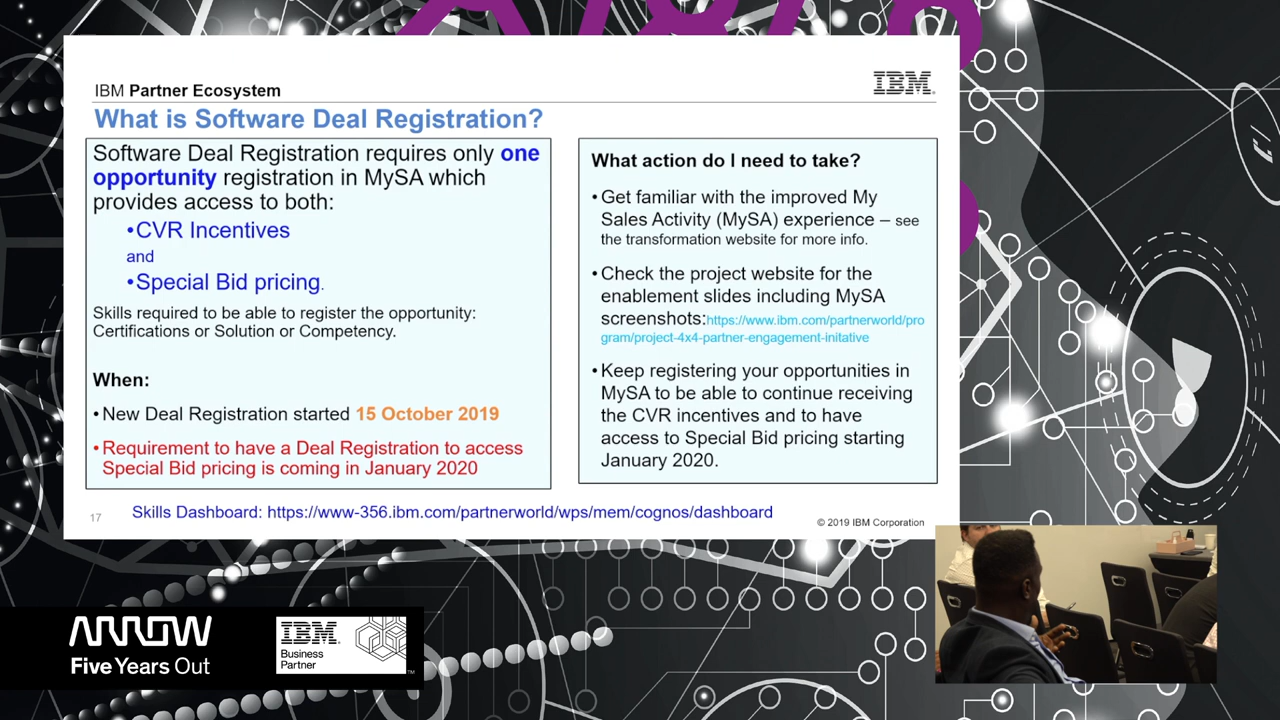 IBM Partner Ecosystem
IBM
What is Software Deal Registration?
Software Deal Registration requires only one
opportunity registration in MySA which
provides access to both:
•CVR Incentives
and
•Special Bid pricing.
Skills required to be able to register the opportunity:
Certifications or Solution or Competency.
When:
•New Deal Registration started 15 October 2019
•Requirement to have a Deal Registration to access
Special Bid pricing is coming in January 2020
What action do I need to take?
•Get familiar with the improved My
Sales Activity (MySA) experience – see
the transformation website for more info.
•Check the project website for the
enablement slides including MySA
screenshots:https://www.ibm.com/partnerworld/pro
gram/project-4x4-partner-engagement-initative
•Keep registering your opportunities in
MySA to be able to continue receiving
the CVR incentives and to have
access to Special Bid pricing starting
January 2020.
17
Skills Dashboard: https://www-356.ibm.com/partnerworld/wps/mem/cognos/dashboard
© 2019 IBM Corporation
ARROW
Five Years Out
IBM
Business
Partner
TM